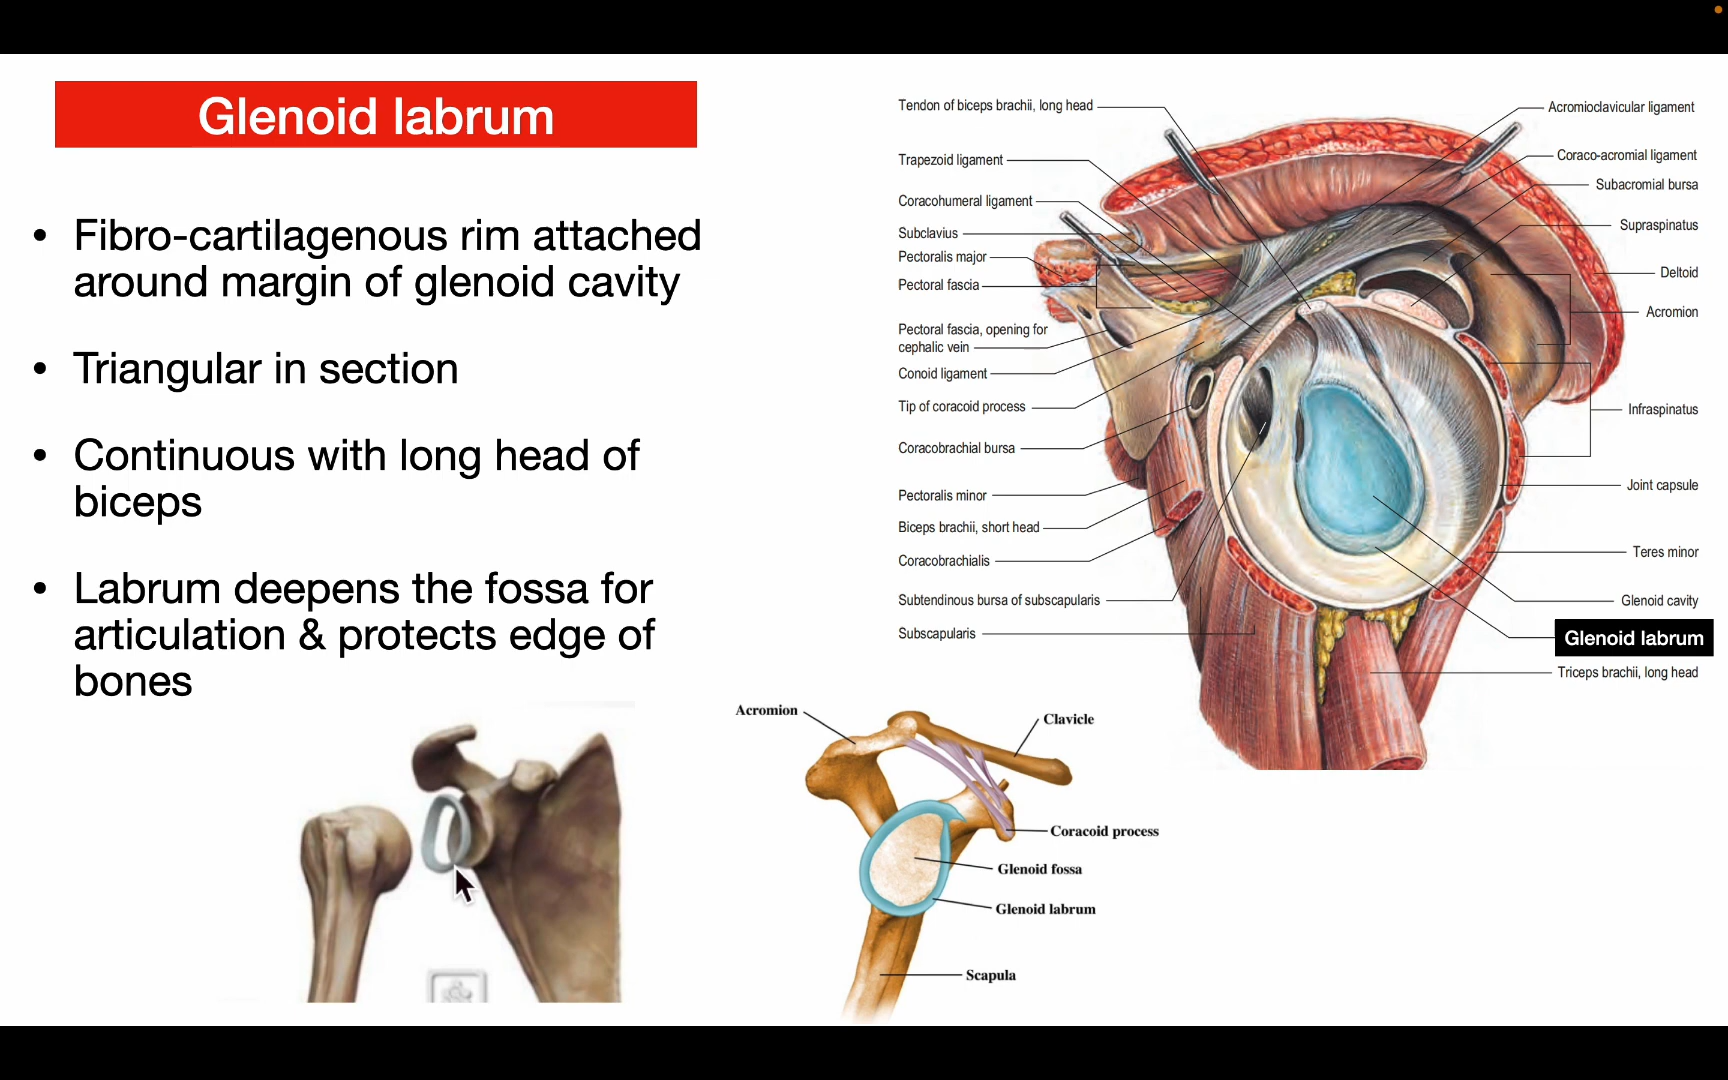 Glenoid labrum
• Fibro-cartilagenous rim attached
around margin of glenoid cavity
• Triangular in section
• Continuous with long head of
biceps
• Labrum deepens the fossa for
articulation & protects edge of
bones
Tendon of biceps brachii, long head
Trapezoid ligament
Coracohumeral ligament
Subclavius
Pectoralis major
Pectoral fascia
Pectoral fascia, opening for
cephalic vein
Conoid ligament
Tip of coracoid process
Coracobrachial bursa
Pectoralis minor
Biceps brachii, short head
Coracobrachialis
Subtendinous bursa of subscapularis
Subscapularis
Acromioclavicular ligament
Coraco-acromial ligament
Subacromial bursa
Supraspinatus
Deltoid
Acromion
Infraspinatus
Joint capsule
Teres minor
Glenoid cavity
Glenoid labrum
Triceps brachii, long head
Acromion
Clavicle
Coracoid process
Glenoid fossa
Glenoid labrum
Scapula